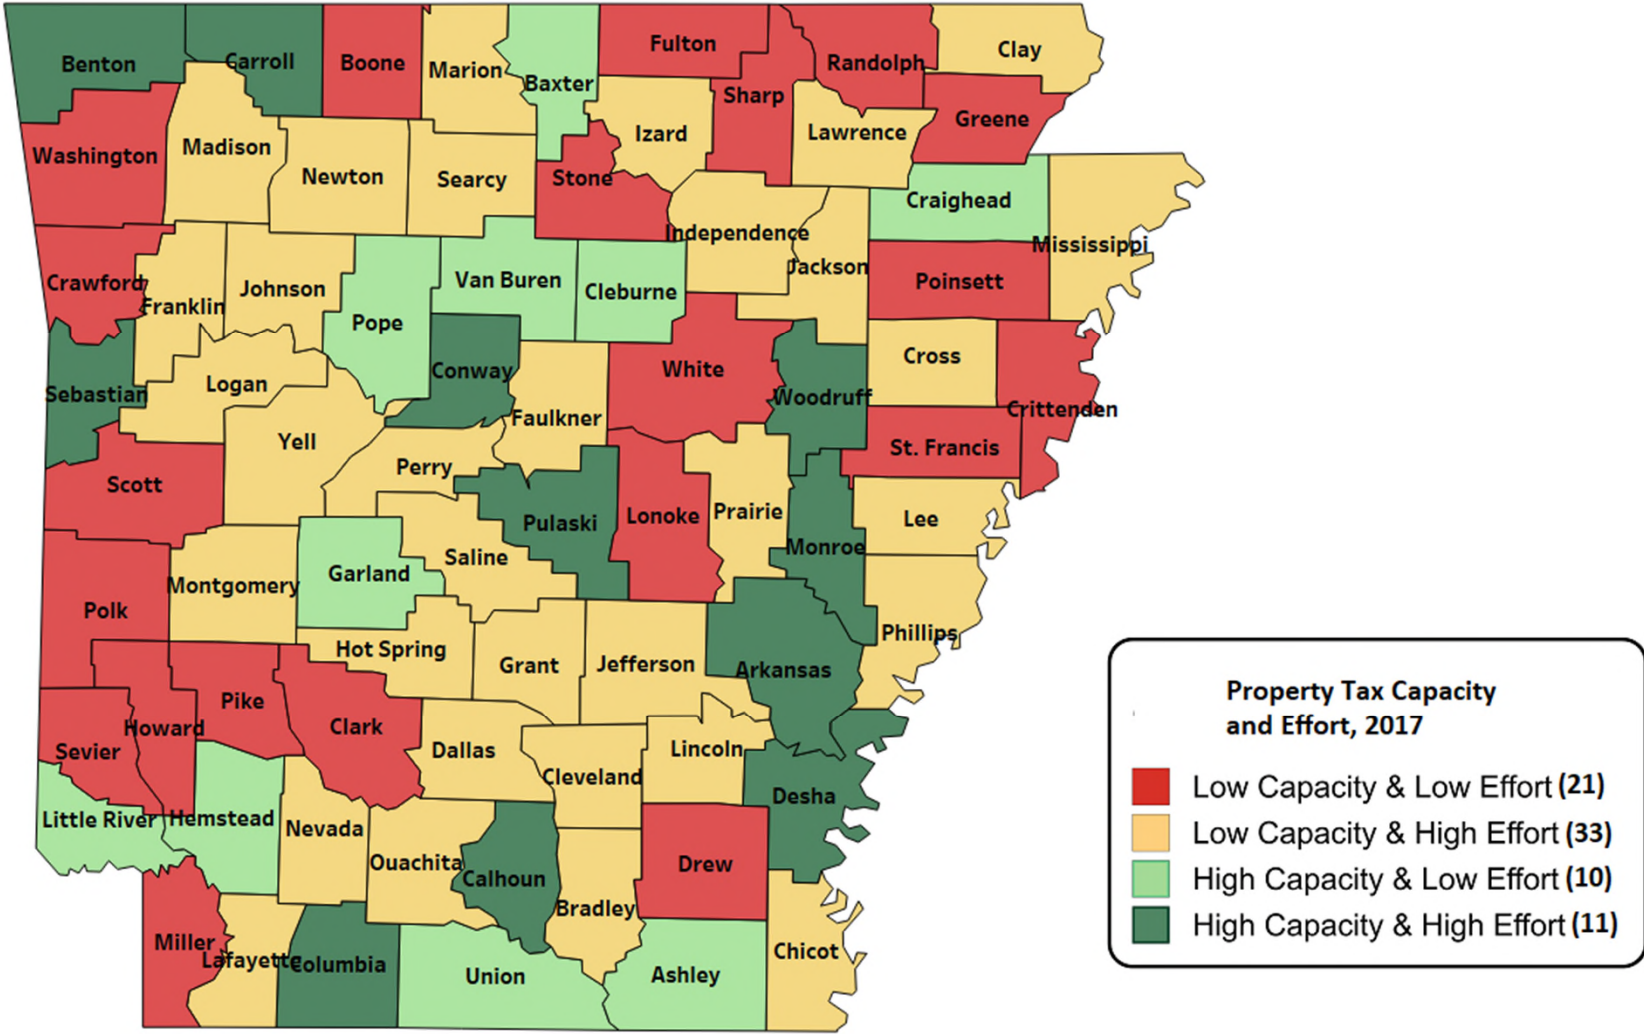 Benton
Carroll
Boone
Marion
Baxter
Fulton
Sharp
Randolph
Clay
Washington
Madison
Newton
Searcy
Stone
Izard
Lawrence
Greene
Craighead
Mississippi
Crawford
Franklin
Johnson
Pope
Van Buren
Cleburne
Independence
Jackson
Poinsett
Sebastian
Logan
Conway
Faulkner
White
Woodruff
Cross
Crittenden
Scott
Yell
Perry
Pulaski
Lonoke
Prairie
Monroe
St. Francis
Lee
Polk
Montgomery
Garland
Saline
Hot Spring
Grant
Jefferson
Arkansas
Phillips
Sevier
Howard
Pike
Clark
Dallas
Cleveland
Lincoln
Desha
Little River
Hemstead
Nevada
Ouachita
Calhoun
Bradley
Drew
Miller
Lafayette
Columbia
Union
Ashley
Chicot
Property Tax Capacity
and Effort, 2017
Low Capacity & Low Effort (21)
Low Capacity & High Effort (33)
High Capacity & Low Effort (10)
High Capacity & High Effort (11)